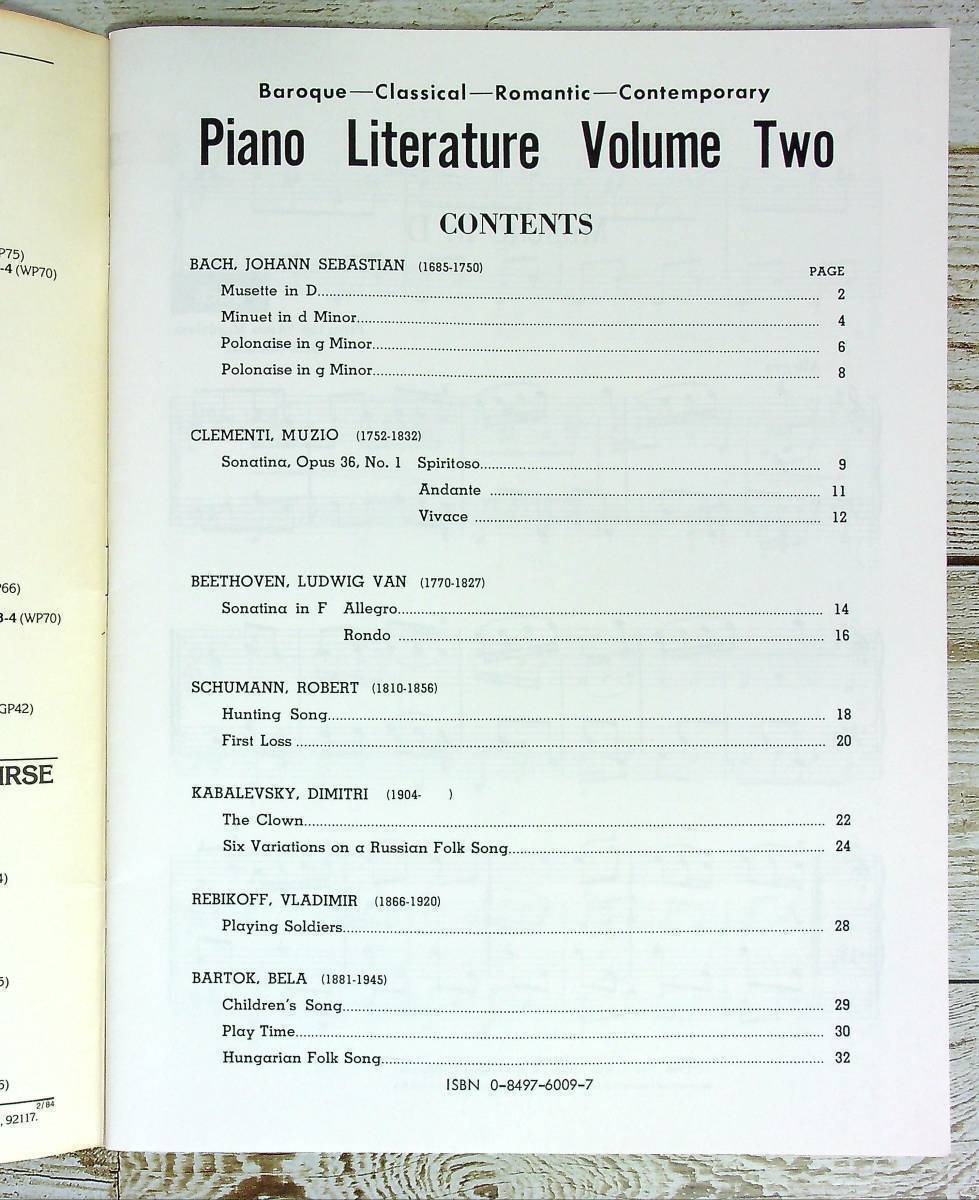 P75)
-4 (WP70)
P66)
3-4 (WP70)
GP42)
4)
5)
5)
2/84
, 92117.
Baroque—Classical—Romantic—Contemporary
Piano Literature Volume Two
CONTENTS
BACH, JOHANN SEBASTIAN (1685-1750)
PAGE
Musette in D 2
Minuet in d Minor 4
Polonaise in g Minor 6
Polonaise in g Minor 8
CLEMENTI, MUZIO (1752-1832)
Sonatina, Opus 36, No. 1 Spiritoso 9
Andante 11
Vivace 12
BEETHOVEN, LUDWIG VAN (1770-1827)
Sonatina in F Allegro 14
Rondo 16
SCHUMANN, ROBERT (1810-1856)
Hunting Song 18
First Loss 20
KABALEVSKY, DIMITRI (1904- )
The Clown 22
Six Variations on a Russian Folk Song 24
REBIKOFF, VLADIMIR (1866-1920)
Playing Soldiers 28
BARTOK, BELA (1881-1945)
Children's Song 29
Play Time 30
Hungarian Folk Song 32
ISBN 0-8497-6009-7